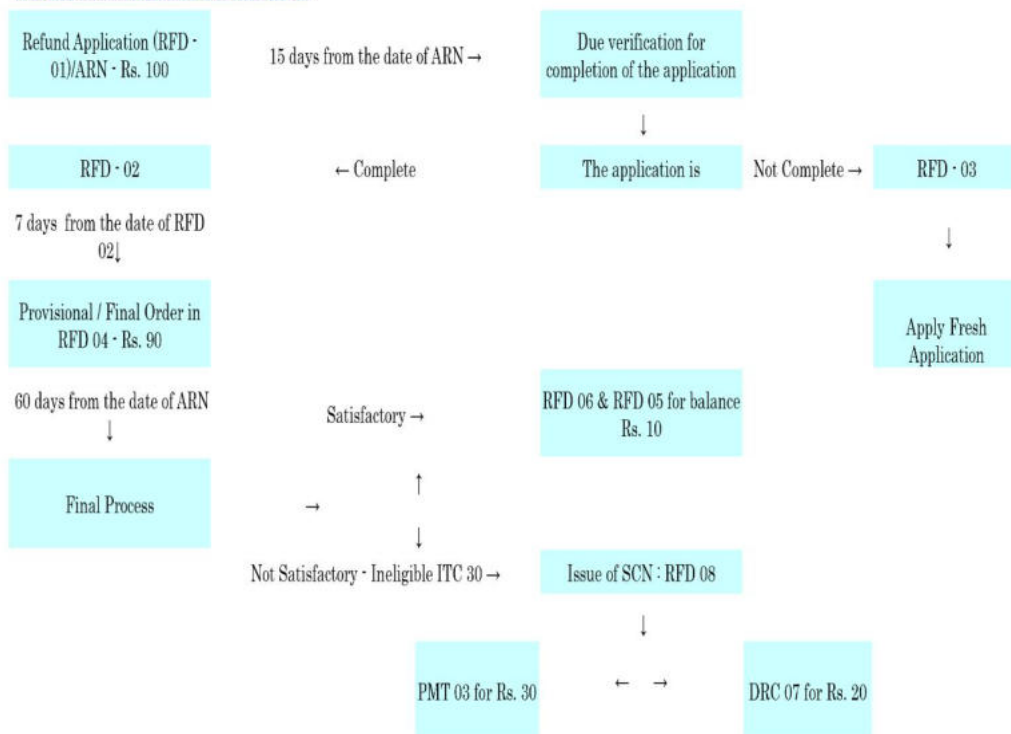 Refund Application (RFD -
01)/ARN - Rs. 100
15 days from the date of ARN →
Due verification for
completion of the application
↓
RFD - 02
← Complete
The application is
Not Complete →
RFD - 03
7 days from the date of RFD
02↓
↓
Provisional / Final Order in
RFD 04 - Rs. 90
Apply Fresh
Application
60 days from the date of ARN
↓
Satisfactory →
RFD 06 & RFD 05 for balance
Rs. 10
Final Process
→
↑
↓
Not Satisfactory - Ineligible ITC 30 →
Issue of SCN : RFD 08
↓
PMT 03 for Rs. 30
← →
DRC 07 for Rs. 20